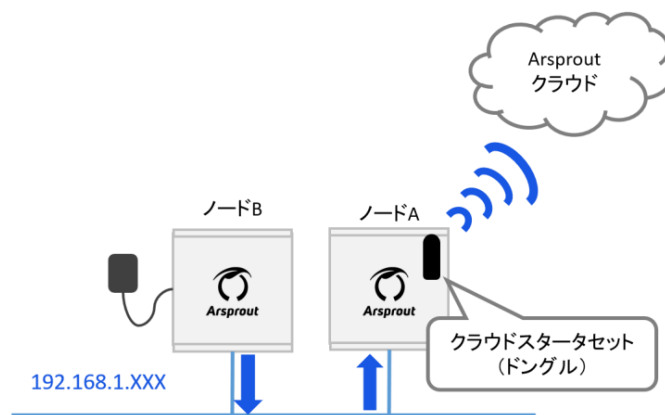 Arsprout
クラウド
ノードB
ノードA
Arsprout
Arsprout
クラウドスタータセット
（ドングル）
192.168.1.XXX